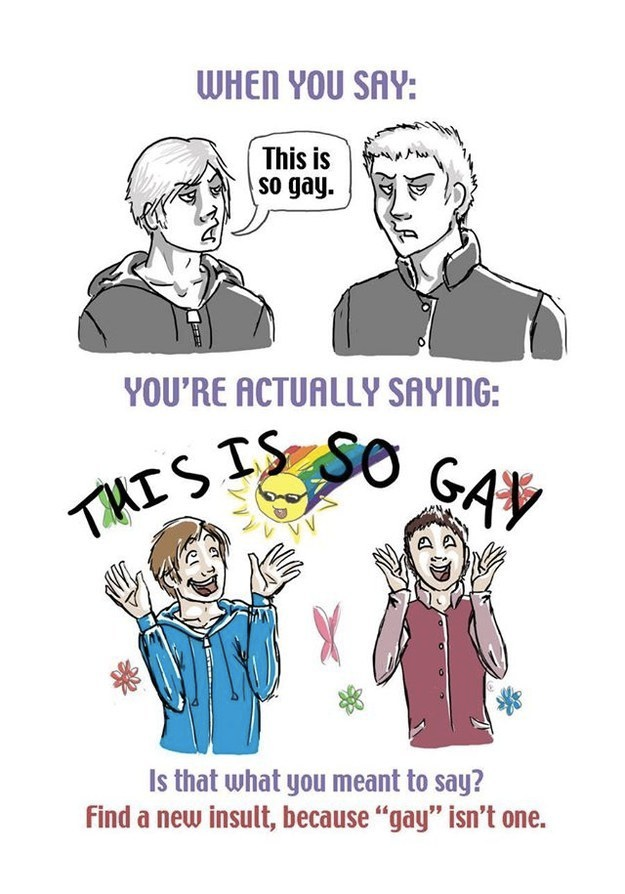 WHEN YOU SAY:
This is
so gay.
YOU'RE ACTUALLY SAYING:
THIS IS SO GAY
Is that what you meant to say?
Find a new insult, because “gay” isn't one.